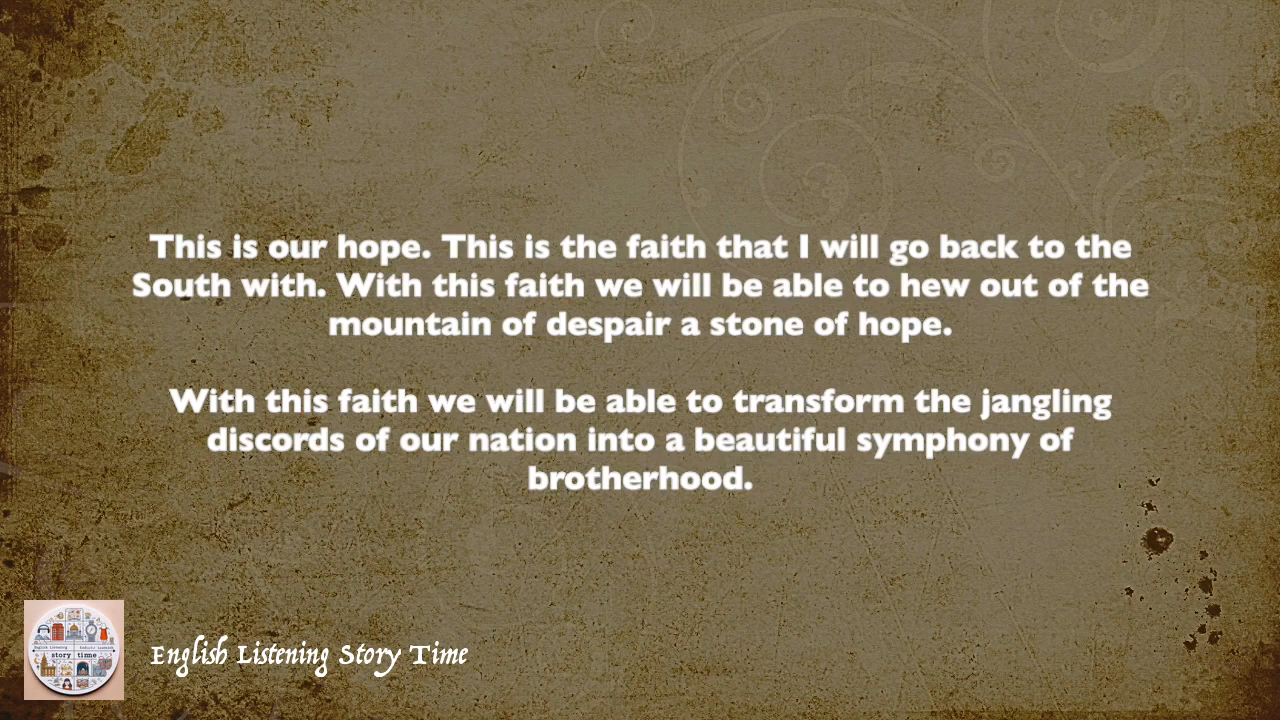 This is our hope. This is the faith that I will go back to the
South with. With this faith we will be able to hew out of the
mountain of despair a stone of hope.
With this faith we will be able to transform the jangling
discords of our nation into a beautiful symphony of
brotherhood.
story time
English Listening Story Time